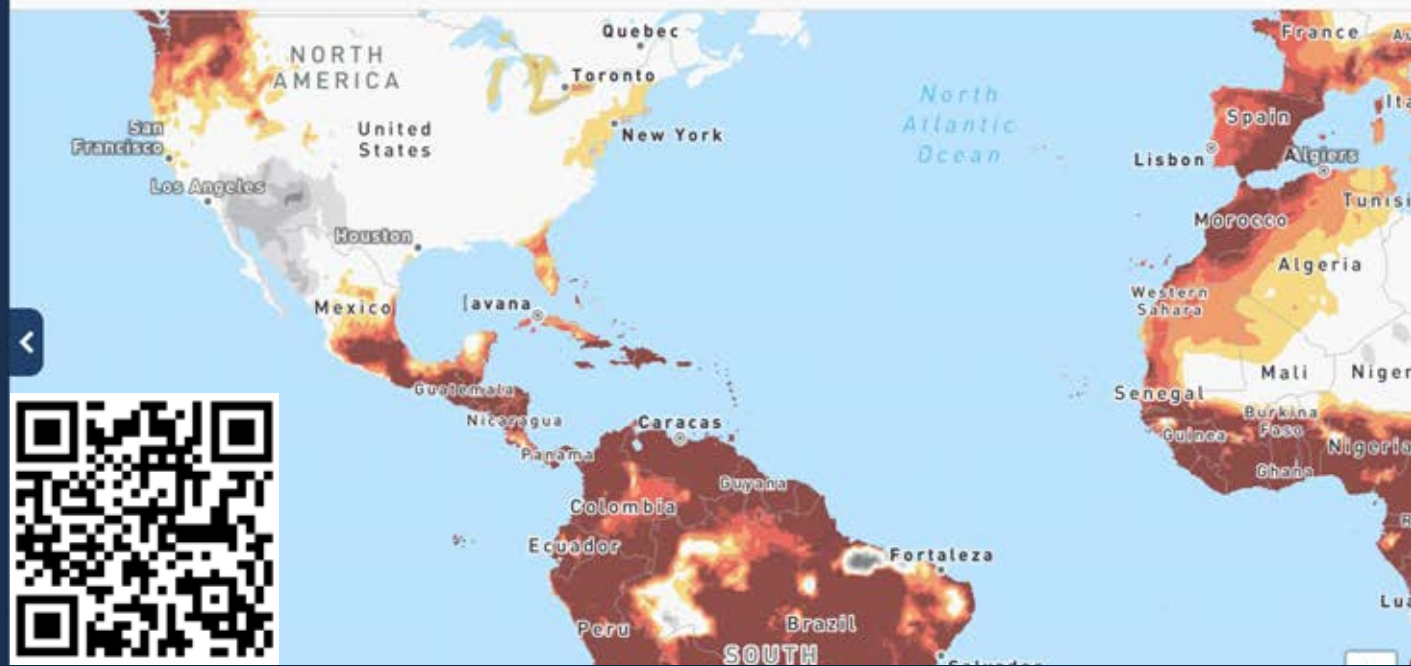 Quebec
France
NORTH
AMERICA
Toronto
North
Atlantic
Ocean
Spain
San
Francisco
United
States
New York
Lisbon
Algiers
Los Angeles
Tunisi
Morocco
Houston
Algeria
Mexico
avana
Western
Sahara
Mali
Niger
Guatemala
Senegal
Nicaragua
Caracas
Burkina
Faso
Guinea
Nigeria
Panama
Ghana
Guyana
Colombia
Ecuador
Fortaleza
Peru
Brazil
SOUTH